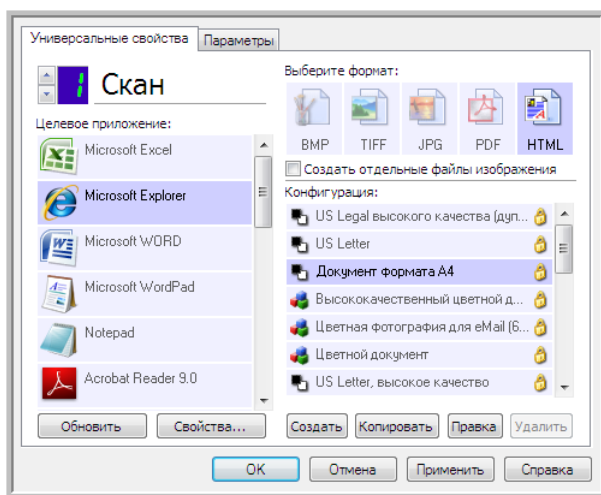 Универсальные свойства
Параметры
1
Скан
Целевое приложение:
Microsoft Excel
Microsoft Explorer
Microsoft WORD
Microsoft WordPad
Notepad
Acrobat Reader 9.0
Обновить
Свойства...
Выберите формат:
BMP
TIFF
JPG
PDF
HTML
Создать отдельные файлы изображения
Конфигурация:
US Legal высокого качества (дуп...
US Letter
Документ формата A4
Высококачественный цветной д...
Цветная фотография для eMail (6...
Цветной документ
US Letter, высокое качество
Создать
Копировать
Правка
Удалить
OK
Отмена
Применить
Справка